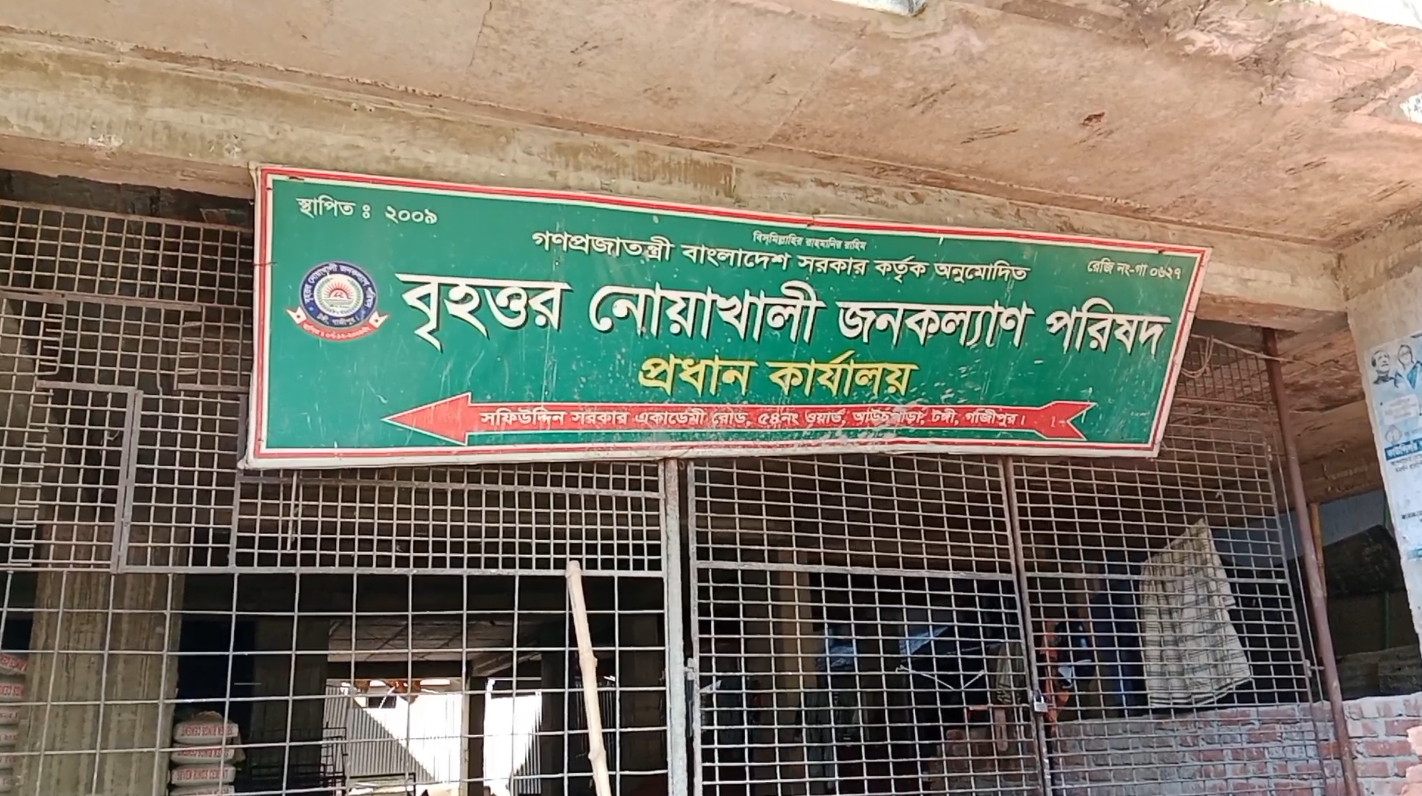 স্থাপিত ঃ ২০০৯
বিস্‌মিল্লাহির রাহমানির রাহিম
গণপ্রজাতন্ত্রী বাংলাদেশ সরকার কর্তৃক অনুমোদিত
রেজি নং-গা ০৬২৭
বৃহত্তর নোয়াখালী জনকল্যাণ পরিষদ
প্রধান কার্যালয়
সফিউদ্দিন সরকার একাডেমী রোড, ৫৪নং ওয়ার্ড, আউচপাড়া, টঙ্গী, গাজীপুর।